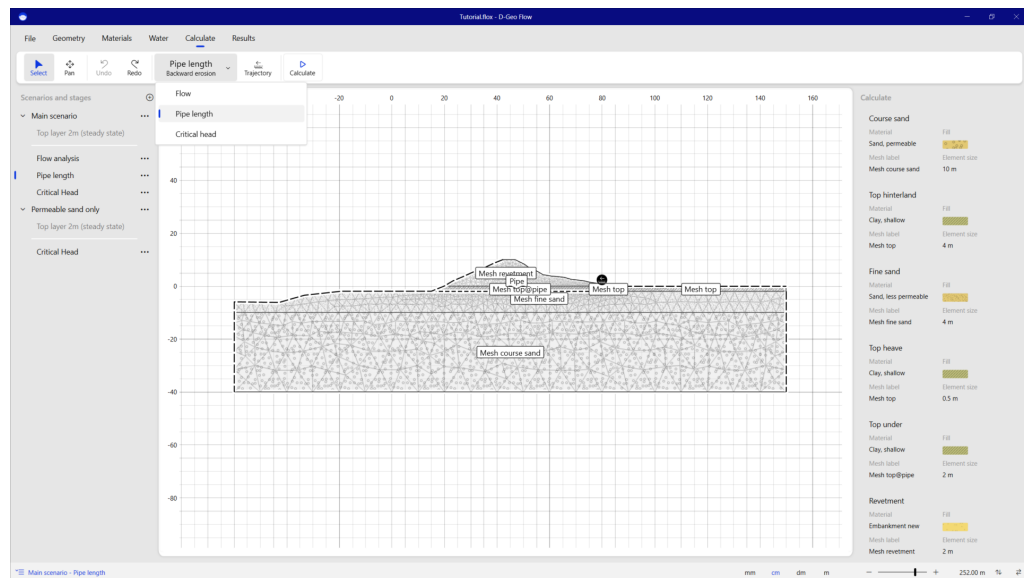 Tutorial.flox - D-Geo Flow
File Geometry Materials Water Calculate Results
Select Pan Undo Redo Pipe length Backward erosion Trajectory Calculate
Flow
Pipe length
Critical head
Scenarios and stages
Main scenario
Top layer 2m (steady state)
Flow analysis
Pipe length
Critical Head
Permeable sand only
Top layer 2m (steady state)
Critical Head
-20 0 20 40 60 80 100 120 140 160
40
20
0
-20
-40
-60
-80
Mesh revetment
Pipe
Mesh top@pipe
Mesh top
Mesh top
Mesh fine sand
Mesh course sand
Calculate
Course sand
Material Fill
Sand, permeable
Mesh label Element size
Mesh course sand 10 m
Top hinterland
Material Fill
Clay, shallow
Mesh label Element size
Mesh top 4 m
Fine sand
Material Fill
Sand, less permeable
Mesh label Element size
Mesh fine sand 4 m
Top heave
Material Fill
Clay, shallow
Mesh label Element size
Mesh top 0.5 m
Top under
Material Fill
Clay, shallow
Mesh label Element size
Mesh top@pipe 2 m
Revetment
Material Fill
Embankment new
Mesh label Element size
Mesh revetment 2 m
Main scenario - Pipe length
mm cm dm m
252.00 m